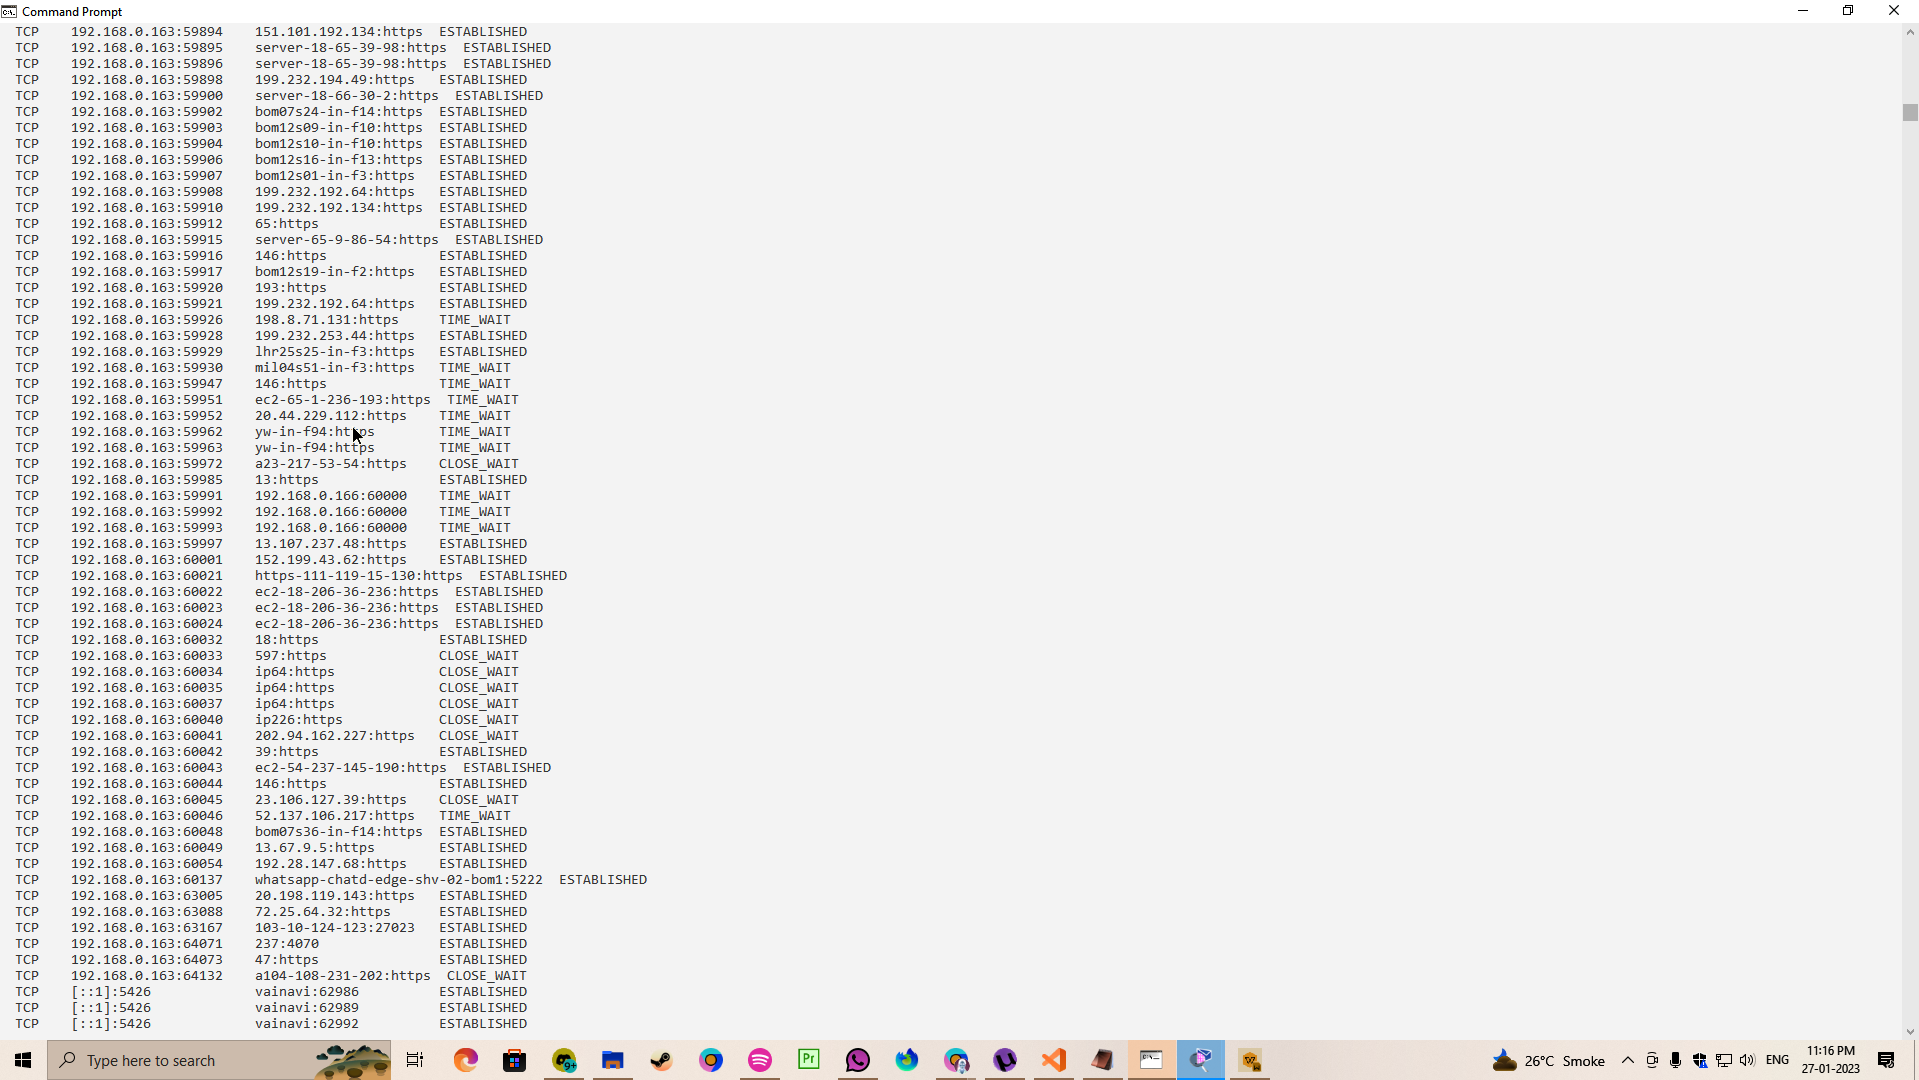 Command Prompt
TCP 192.168.0.163:59894 151.101.192.134:https ESTABLISHED
TCP 192.168.0.163:59895 server-18-65-39-98:https ESTABLISHED
TCP 192.168.0.163:59896 server-18-65-39-98:https ESTABLISHED
TCP 192.168.0.163:59898 199.232.194.49:https ESTABLISHED
TCP 192.168.0.163:59900 server-18-66-30-2:https ESTABLISHED
TCP 192.168.0.163:59902 bom07s24-in-f14:https ESTABLISHED
TCP 192.168.0.163:59903 bom12s09-in-f10:https ESTABLISHED
TCP 192.168.0.163:59904 bom12s10-in-f10:https ESTABLISHED
TCP 192.168.0.163:59906 bom12s16-in-f13:https ESTABLISHED
TCP 192.168.0.163:59907 bom12s01-in-f3:https ESTABLISHED
TCP 192.168.0.163:59908 199.232.192.64:https ESTABLISHED
TCP 192.168.0.163:59910 199.232.192.134:https ESTABLISHED
TCP 192.168.0.163:59912 65:https ESTABLISHED
TCP 192.168.0.163:59915 server-65-9-86-54:https ESTABLISHED
TCP 192.168.0.163:59916 146:https ESTABLISHED
TCP 192.168.0.163:59917 bom12s19-in-f2:https ESTABLISHED
TCP 192.168.0.163:59920 193:https ESTABLISHED
TCP 192.168.0.163:59921 199.232.192.64:https ESTABLISHED
TCP 192.168.0.163:59926 198.8.71.131:https TIME_WAIT
TCP 192.168.0.163:59928 199.232.253.44:https ESTABLISHED
TCP 192.168.0.163:59929 lhr25s25-in-f3:https ESTABLISHED
TCP 192.168.0.163:59930 mil04s51-in-f3:https TIME_WAIT
TCP 192.168.0.163:59947 146:https TIME_WAIT
TCP 192.168.0.163:59951 ec2-65-1-236-193:https TIME_WAIT
TCP 192.168.0.163:59952 20.44.229.112:https TIME_WAIT
TCP 192.168.0.163:59962 yw-in-f94:https TIME_WAIT
TCP 192.168.0.163:59963 yw-in-f94:https TIME_WAIT
TCP 192.168.0.163:59972 a23-217-53-54:https CLOSE_WAIT
TCP 192.168.0.163:59985 13:https ESTABLISHED
TCP 192.168.0.163:59991 192.168.0.166:60000 TIME_WAIT
TCP 192.168.0.163:59992 192.168.0.166:60000 TIME_WAIT
TCP 192.168.0.163:59993 192.168.0.166:60000 TIME_WAIT
TCP 192.168.0.163:59997 13.107.237.48:https ESTABLISHED
TCP 192.168.0.163:60001 152.199.43.62:https ESTABLISHED
TCP 192.168.0.163:60021 https-111-119-15-130:https ESTABLISHED
TCP 192.168.0.163:60022 ec2-18-206-36-236:https ESTABLISHED
TCP 192.168.0.163:60023 ec2-18-206-36-236:https ESTABLISHED
TCP 192.168.0.163:60024 ec2-18-206-36-236:https ESTABLISHED
TCP 192.168.0.163:60032 18:https ESTABLISHED
TCP 192.168.0.163:60033 597:https CLOSE_WAIT
TCP 192.168.0.163:60034 ip64:https CLOSE_WAIT
TCP 192.168.0.163:60035 ip64:https CLOSE_WAIT
TCP 192.168.0.163:60037 ip64:https CLOSE_WAIT
TCP 192.168.0.163:60040 ip226:https CLOSE_WAIT
TCP 192.168.0.163:60041 202.94.162.227:https CLOSE_WAIT
TCP 192.168.0.163:60042 39:https ESTABLISHED
TCP 192.168.0.163:60043 ec2-54-237-145-190:https ESTABLISHED
TCP 192.168.0.163:60044 146:https ESTABLISHED
TCP 192.168.0.163:60045 23.106.127.39:https CLOSE_WAIT
TCP 192.168.0.163:60046 52.137.106.217:https TIME_WAIT
TCP 192.168.0.163:60048 bom07s36-in-f14:https ESTABLISHED
TCP 192.168.0.163:60049 13.67.9.5:https ESTABLISHED
TCP 192.168.0.163:60054 192.28.147.68:https ESTABLISHED
TCP 192.168.0.163:60137 whatsapp-chatd-edge-shv-02-bom1:5222 ESTABLISHED
TCP 192.168.0.163:63005 20.198.119.143:https ESTABLISHED
TCP 192.168.0.163:63088 72.25.64.32:https ESTABLISHED
TCP 192.168.0.163:63167 103-10-124-123:27023 ESTABLISHED
TCP 192.168.0.163:64071 237:4070 ESTABLISHED
TCP 192.168.0.163:64073 47:https ESTABLISHED
TCP 192.168.0.163:64132 a104-108-231-202:https CLOSE_WAIT
TCP [::1]:5426 vainavi:62986 ESTABLISHED
TCP [::1]:5426 vainavi:62989 ESTABLISHED
TCP [::1]:5426 vainavi:62992 ESTABLISHED
Type here to search
9+
Pr
26°C Smoke
ENG
11:16 PM
27-01-2023